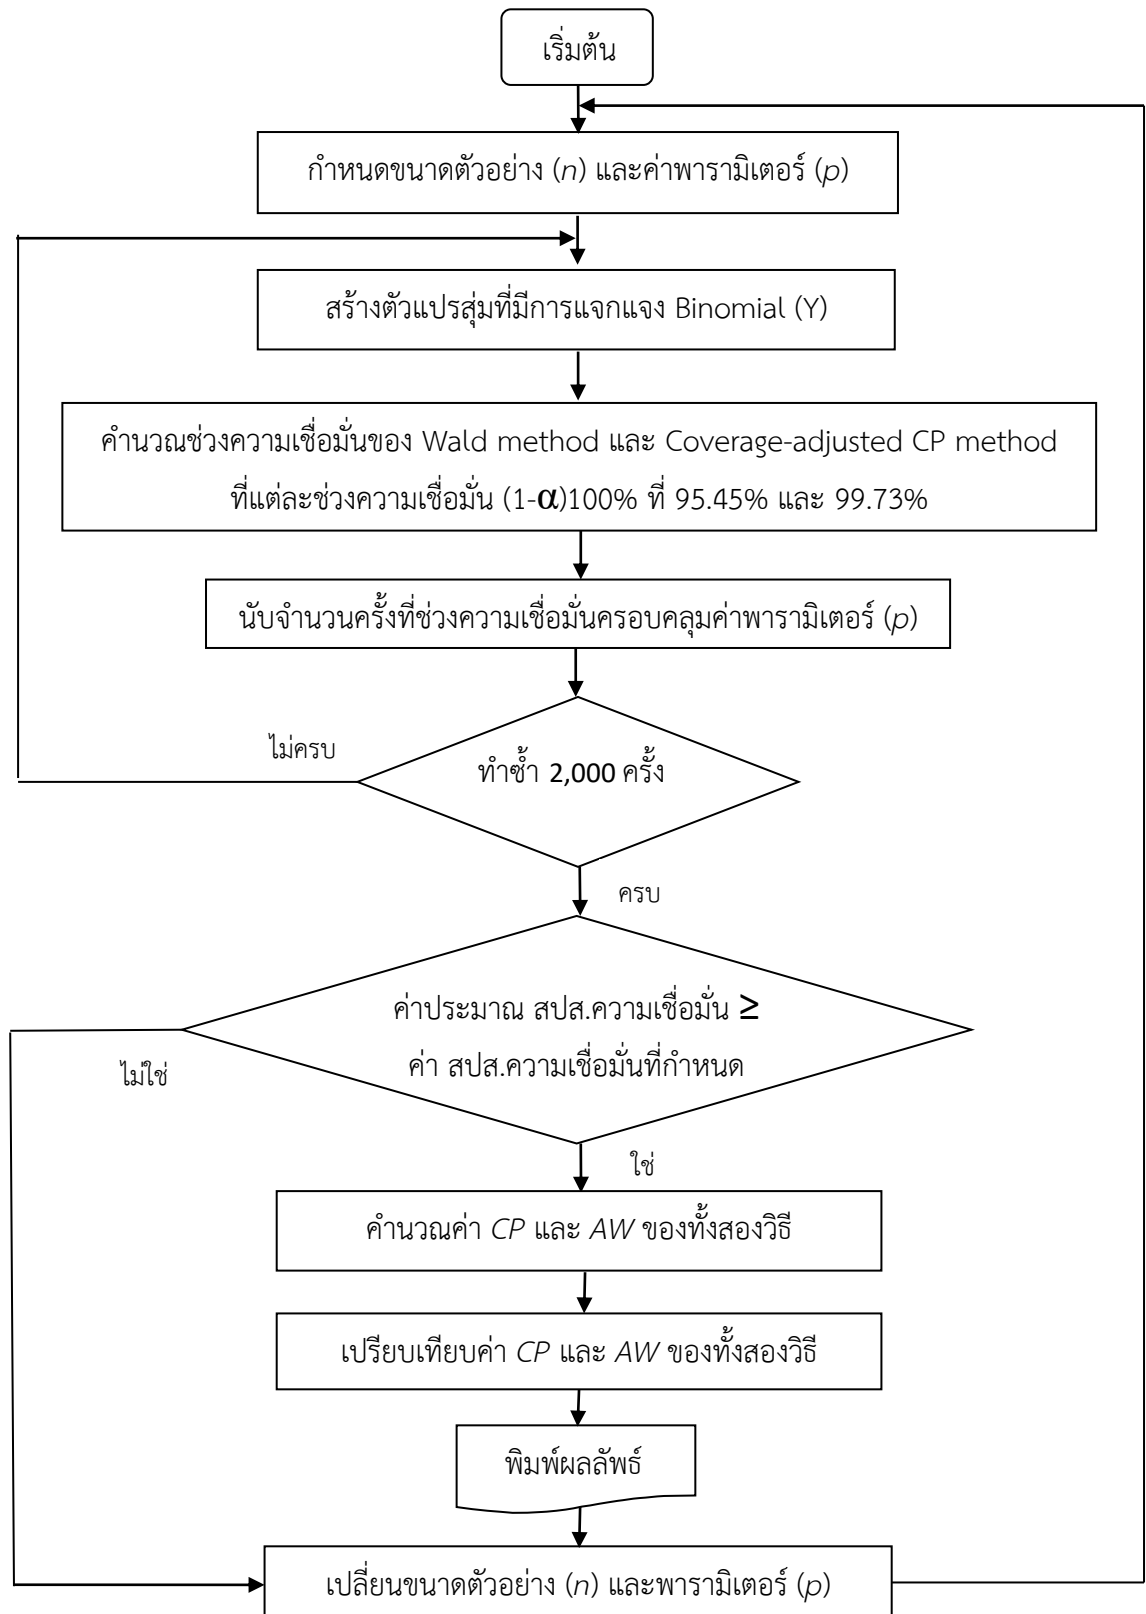 เริ่มต้น
กำหนดขนาดตัวอย่าง (n) และค่าพารามิเตอร์ (p)
สร้างตัวแปรสุ่มที่มีการแจกแจง Binomial (Y)
คำนวณช่วงความเชื่อมั่นของ Wald method และ Coverage-adjusted CP method
ที่แต่ละช่วงความเชื่อมั่น (1-α)100% ที่ 95.45% และ 99.73%
นับจำนวนครั้งที่ช่วงความเชื่อมั่นครอบคลุมค่าพารามิเตอร์ (p)
ไม่ครบ
ทำซ้ำ 2,000 ครั้ง
ครบ
ค่าประมาณ สปส.ความเชื่อมั่น ≥
ค่า สปส.ความเชื่อมั่นที่กำหนด
ไม่ใช่
ใช่
คำนวณค่า CP และ AW ของทั้งสองวิธี
เปรียบเทียบค่า CP และ AW ของทั้งสองวิธี
พิมพ์ผลลัพธ์
เปลี่ยนขนาดตัวอย่าง (n) และพารามิเตอร์ (p)